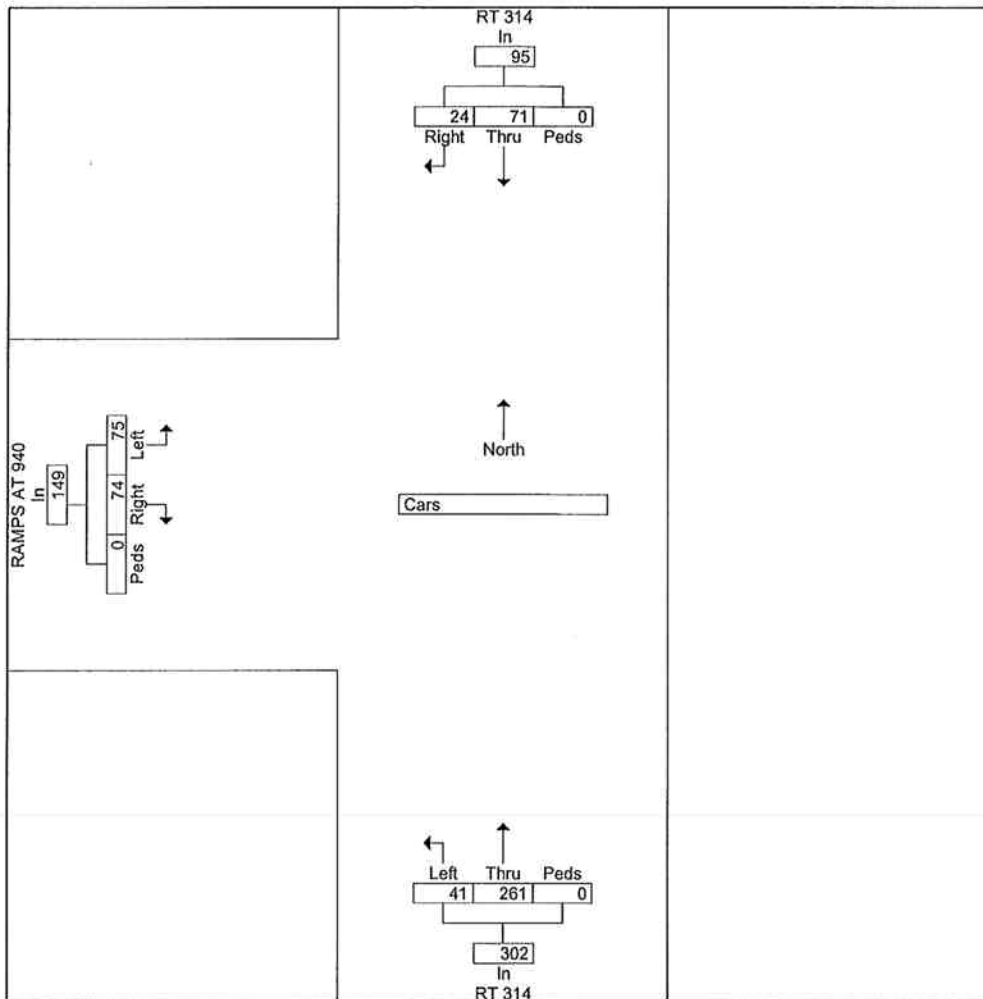 RT 314
In
95
24 71 0
Right Thru Peds
RAMPS AT 940
In
149
75 74 0
Left Right Peds
North
Cars
Left Thru Peds
41 261 0
302
In
RT 314